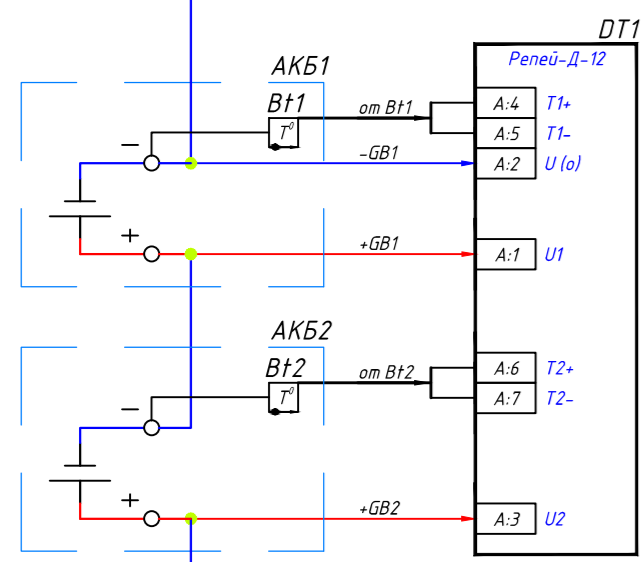 DT1
Репей-Д-12
АКБ1
Bt1
от Bt1
A:4 T1+
T°
A:5 T1-
−
-GB1
A:2 U (o)
+
+GB1
A:1 U1
АКБ2
Bt2
от Bt2
A:6 T2+
T°
A:7 T2-
−
+
+GB2
A:3 U2